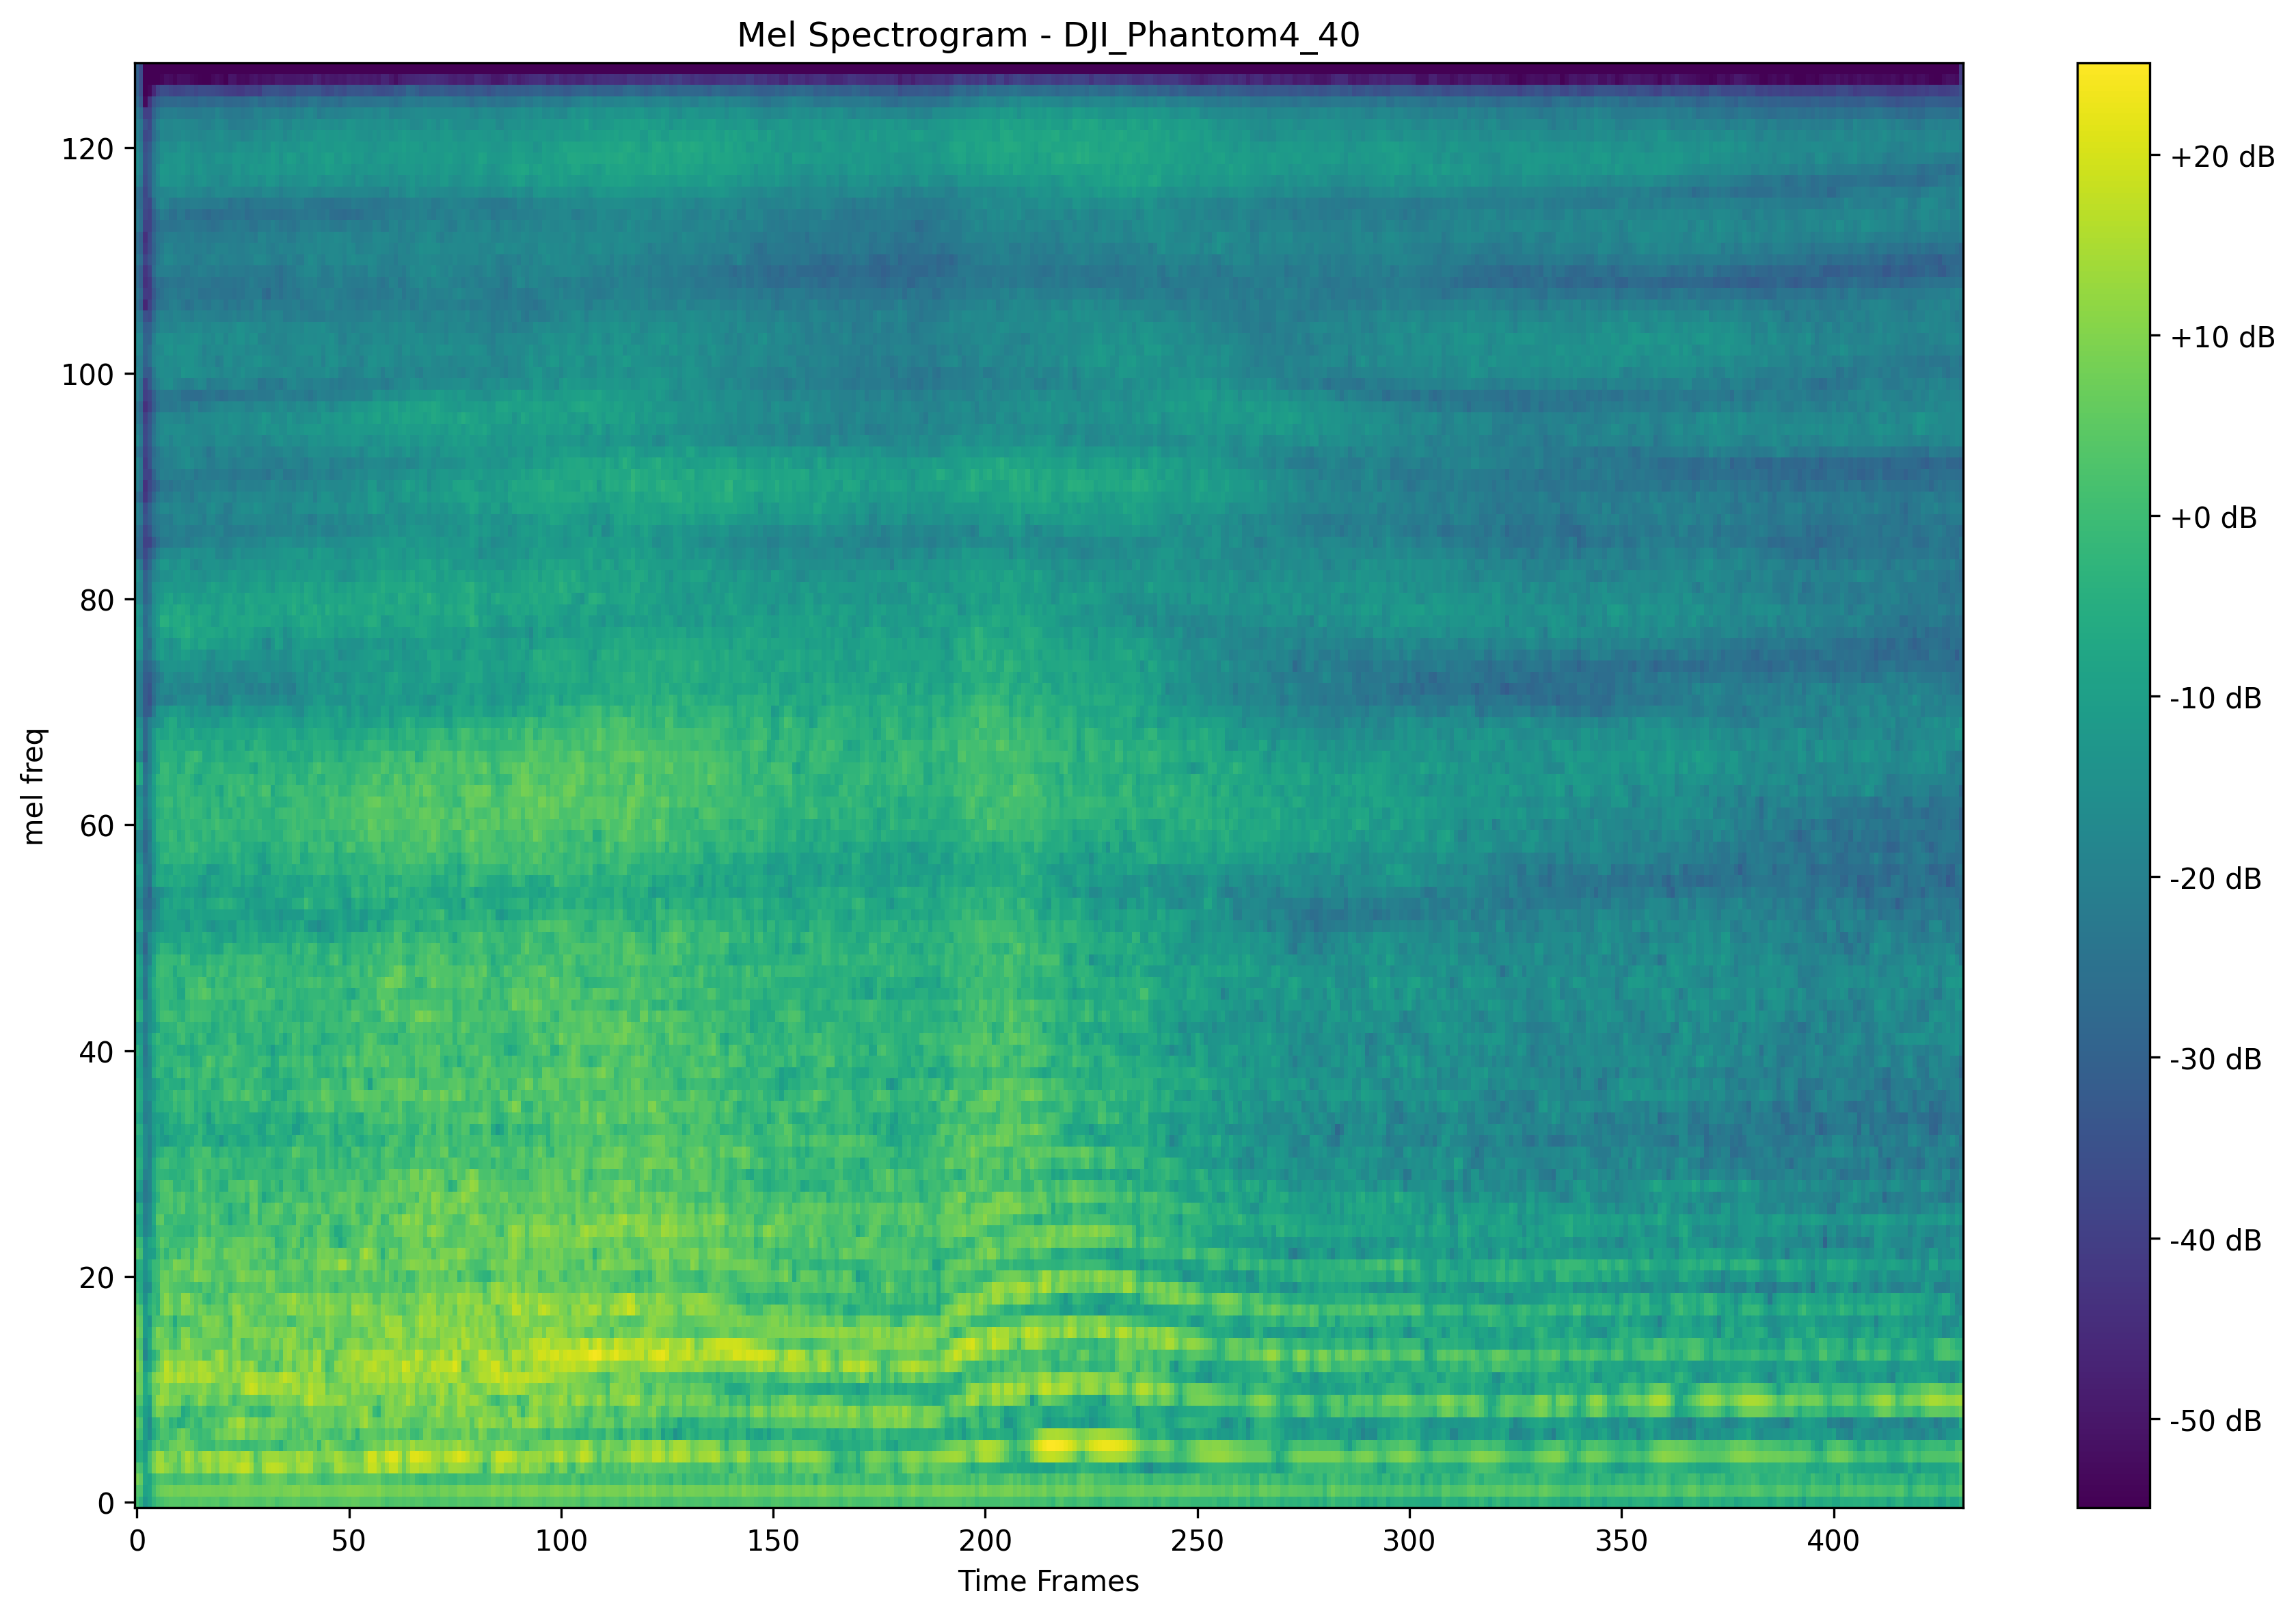 Mel Spectrogram - DJI_Phantom4_40
mel freq
120
100
80
60
40
20
0
0 50 100 150 200 250 300 350 400
Time Frames
+20 dB
+10 dB
+0 dB
-10 dB
-20 dB
-30 dB
-40 dB
-50 dB